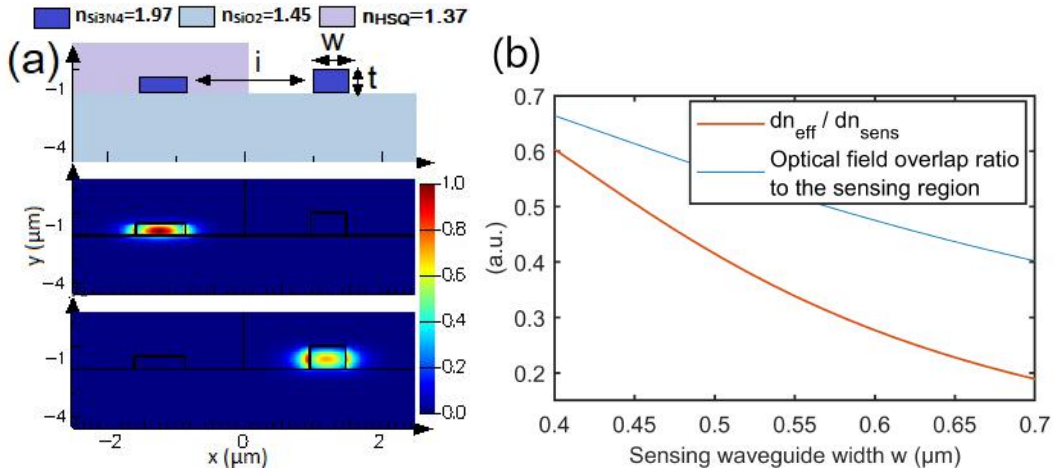 nSi3N4=1.97 nSiO2=1.45 nHSQ=1.37
(a)
w
i
t
−1
−4
1.0
−1
0.8
y (µm)
0.6
−4
0.4
−1
0.2
−4
0.0
−2 0 2
x (µm)
(b)
0.7
dneff / dnsens
Optical field overlap ratio
to the sensing region
0.6
0.5
(a.u.)
0.4
0.3
0.2
0.4 0.45 0.5 0.55 0.6 0.65 0.7
Sensing waveguide width w (µm)